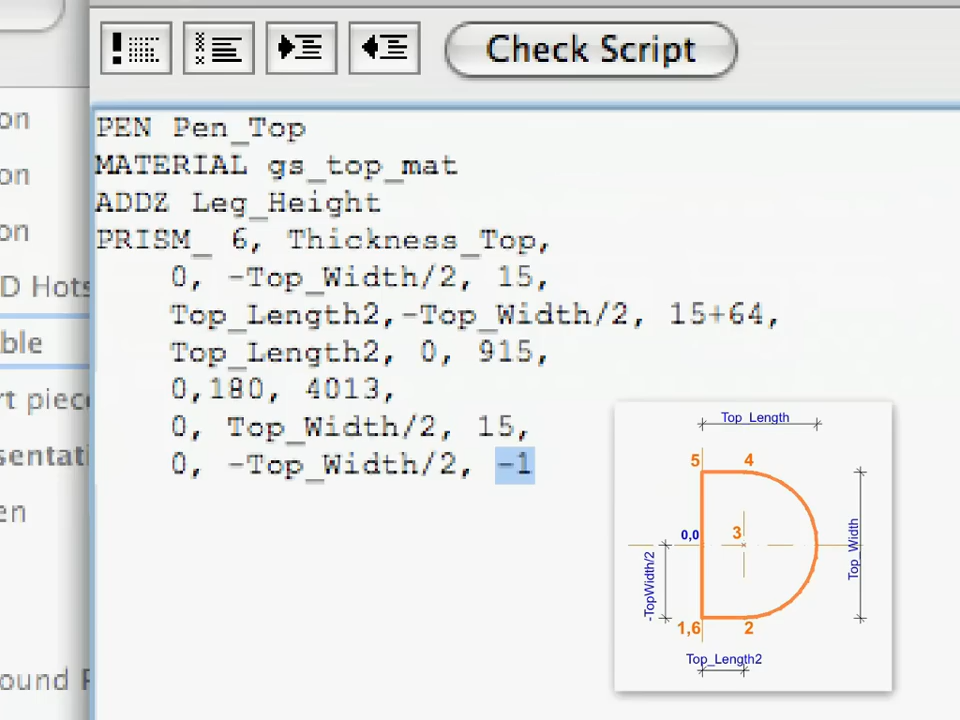 Check Script
on
on
on
D Hots
ble
rt piec
sentati
en
ound
PEN Pen_Top
MATERIAL gs_top_mat
ADDZ Leg_Height
PRISM_ 6, Thickness_Top,
0, -Top_Width/2, 15,
Top_Length2,-Top_Width/2, 15+64,
Top_Length2, 0, 915,
0,180, 4013,
0, Top_Width/2, 15,
0, -Top_Width/2, -1
Top_Length
5 4
0,0 3
Top_Width
-TopWidth/2
1,6 2
Top_Length2